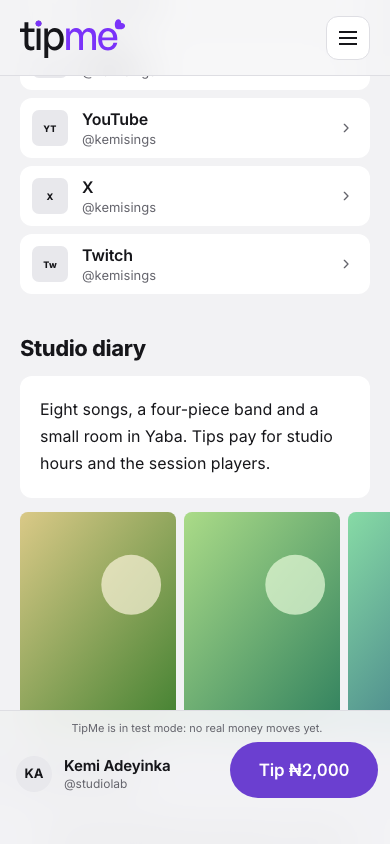 tipme
YT
YouTube
@kemisings
X
X
@kemisings
Tw
Twitch
@kemisings
Studio diary
Eight songs, a four-piece band and a
small room in Yaba. Tips pay for studio
hours and the session players.
TipMe is in test mode: no real money moves yet.
KA
Kemi Adeyinka
@studiolab
Tip ₦2,000